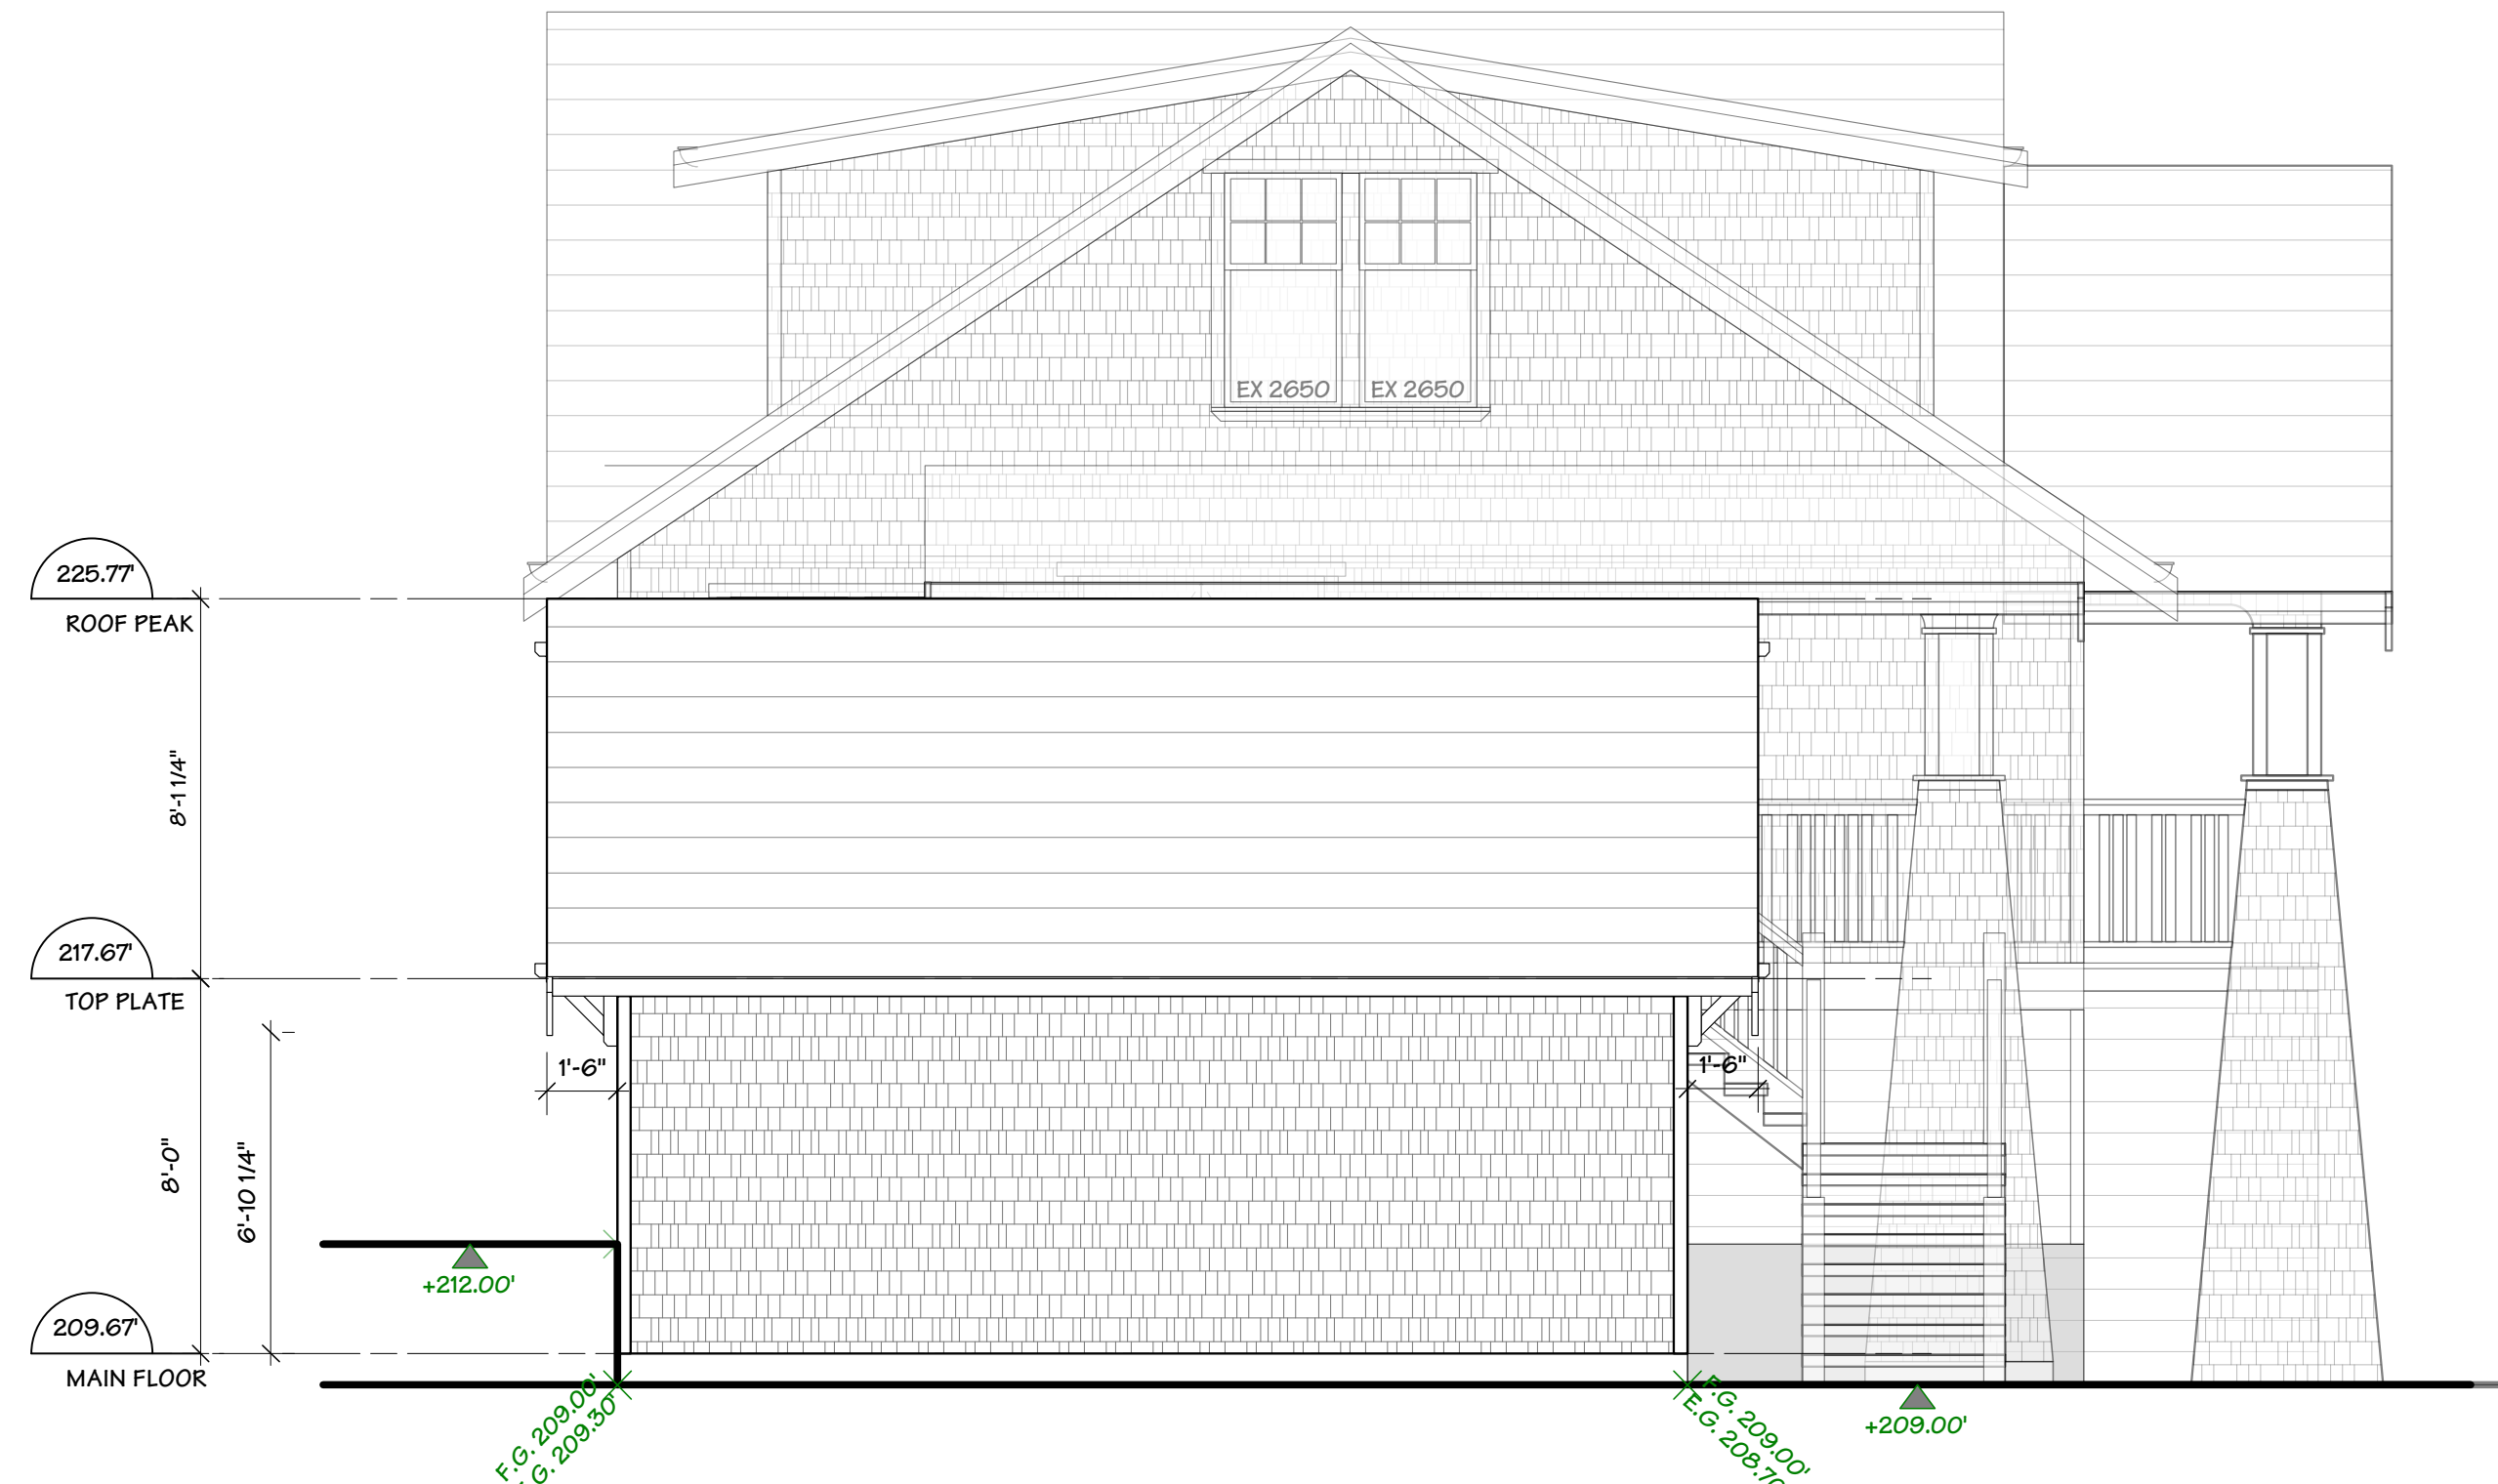 EX 2650 EX 2650
225.77'
ROOF PEAK
8'-1 1/4"
217.67'
TOP PLATE
1'-6" 1'-6"
8'-0"
6'-10 1/4"
+212.00'
209.67'
MAIN FLOOR
F.G. 209.00'
209.30'
F.G. 209.00'
E.G.
+209.00'